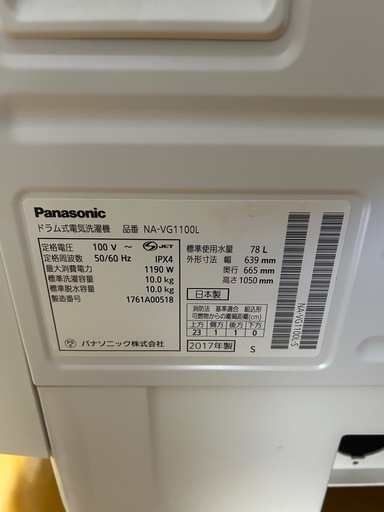 Panasonic
ドラム式電気洗濯機 品番 NA-VG1100L
定格電圧 100 V ～ S JET
定格周波数 50/60 Hz IPX4
最大消費電力 1190 W
標準洗濯容量 10.0 kg
標準脱水容量 10.0 kg
製造番号 1761A00518
パナソニック株式会社
標準使用水量 78 L
外形寸法 幅 639 mm
奥行 665 mm
高さ 1050 mm
日本製
消防法 基準適合 組込形
可燃物からの離隔距離(cm)
上方 側方 後方 下方
23 1 1 0
2017年製 S
NA-VG1100L-S